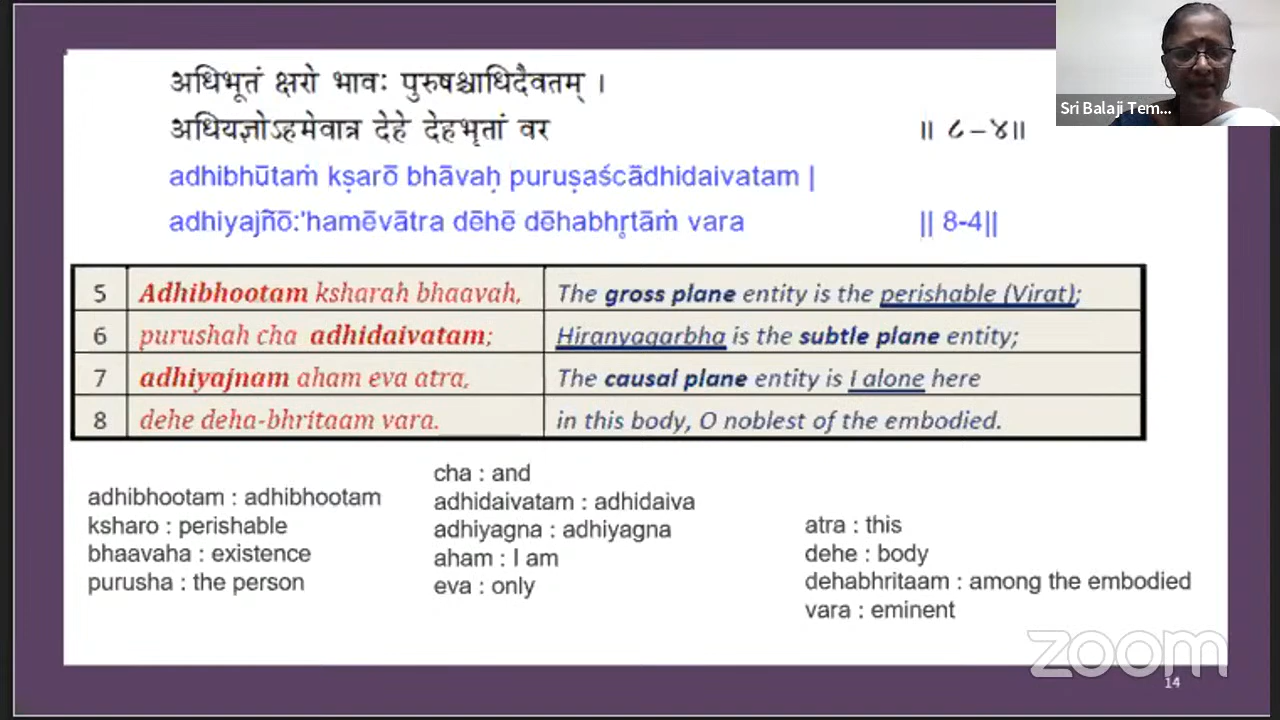 अधिभूतं क्षरो भावः पुरुषश्चाधिदैवतम् ।
अधियज्ञोऽहमेवात्र देहे देहभृतां वर ॥ ८-४॥
adhibhūtaṁ kṣarō bhāvaḥ puruṣaścādhidaivatam |
adhiyajñō:'hamēvātra dēhē dēhabhr̥tāṁ vara || 8-4||
5 Adhibhootam ksharah bhaavah, The gross plane entity is the perishable (Virat);
6 purushah cha adhidaivatam; Hiranyagarbha is the subtle plane entity;
7 adhiyajnam aham eva atra, The causal plane entity is I alone here
8 dehe deha-bhritaam vara. in this body, O noblest of the embodied.
adhibhootam : adhibhootam
ksharo : perishable
bhaavaha : existence
purusha : the person
cha : and
adhidaivatam : adhidaiva
adhiyagna : adhiyagna
aham : I am
eva : only
atra : this
dehe : body
dehabhritaam : among the embodied
vara : eminent
Sri Balaji Tem...
zoom
14